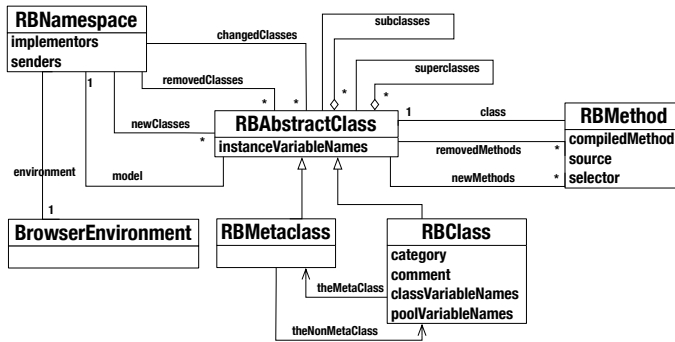 RBNamespace
implementors
senders
changedClasses
subclasses
superclasses
removedClasses
1
*
*
*
*
newClasses
*
RBAbstractClass
instanceVariableNames
1
class
RBMethod
compiledMethod
source
selector
removedMethods
*
newMethods
*
environment
model
1
BrowserEnvironment
RBMetaclass
RBClass
category
comment
classVariableNames
poolVariableNames
theMetaClass
theNonMetaClass